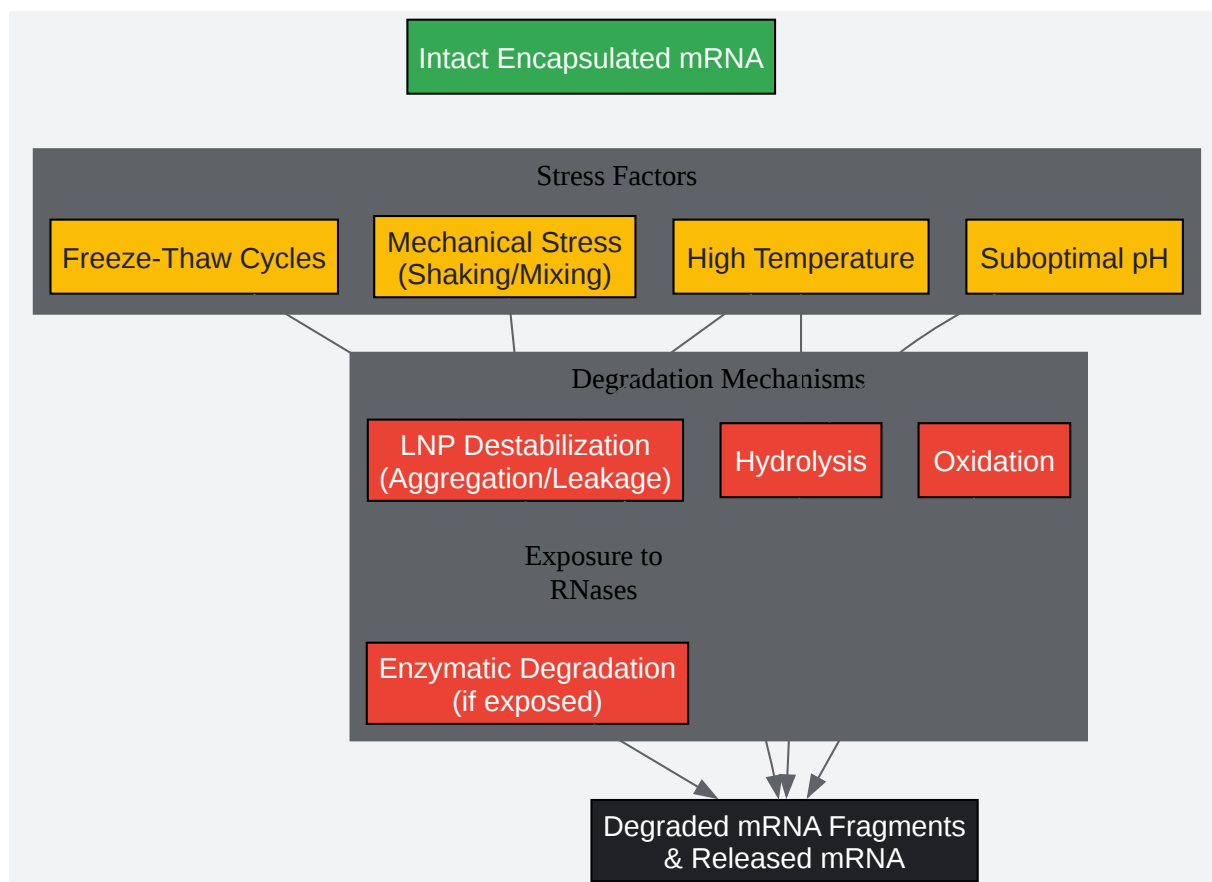 Intact Encapsulated mRNA
Stress Factors
Freeze-Thaw Cycles
Mechanical Stress
(Shaking/Mixing)
High Temperature
Suboptimal pH
Degradation Mechanisms
LNP Destabilization
(Aggregation/Leakage)
Hydrolysis
Oxidation
Exposure to
RNases
Enzymatic Degradation
(if exposed)
Degraded mRNA Fragments
& Released mRNA